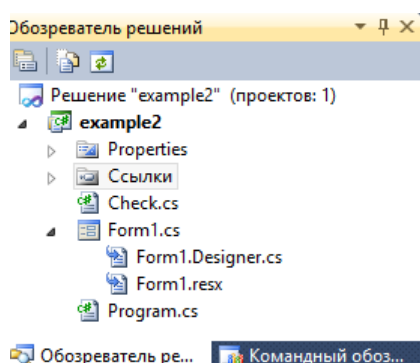 Обозреватель решений
Решение "example2" (проектов: 1)
example2
Properties
Ссылки
Check.cs
Form1.cs
Form1.Designer.cs
Form1.resx
Program.cs
Обозреватель ре... Командный обоз...